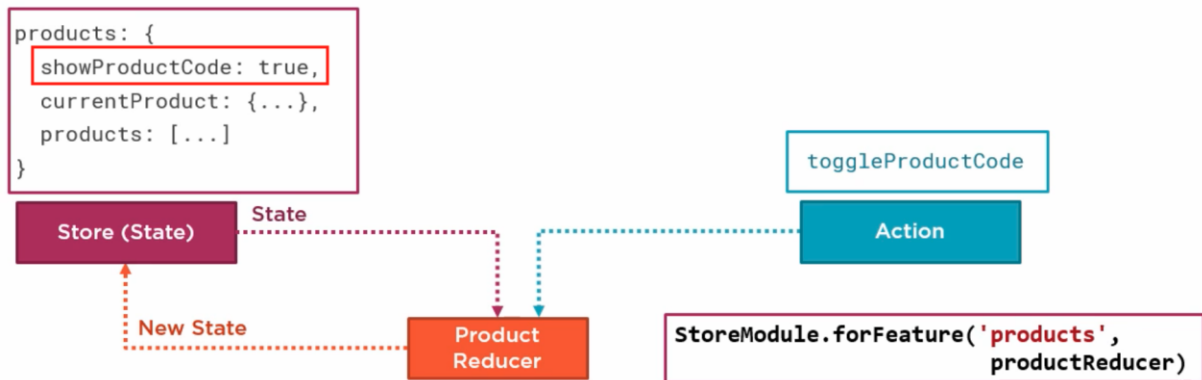 products: {
showProductCode: true,
currentProduct: {...},
products: [...]
}
toggleProductCode
Store (State)
State
Action
New State
Product
Reducer
StoreModule.forFeature('products',
productReducer)